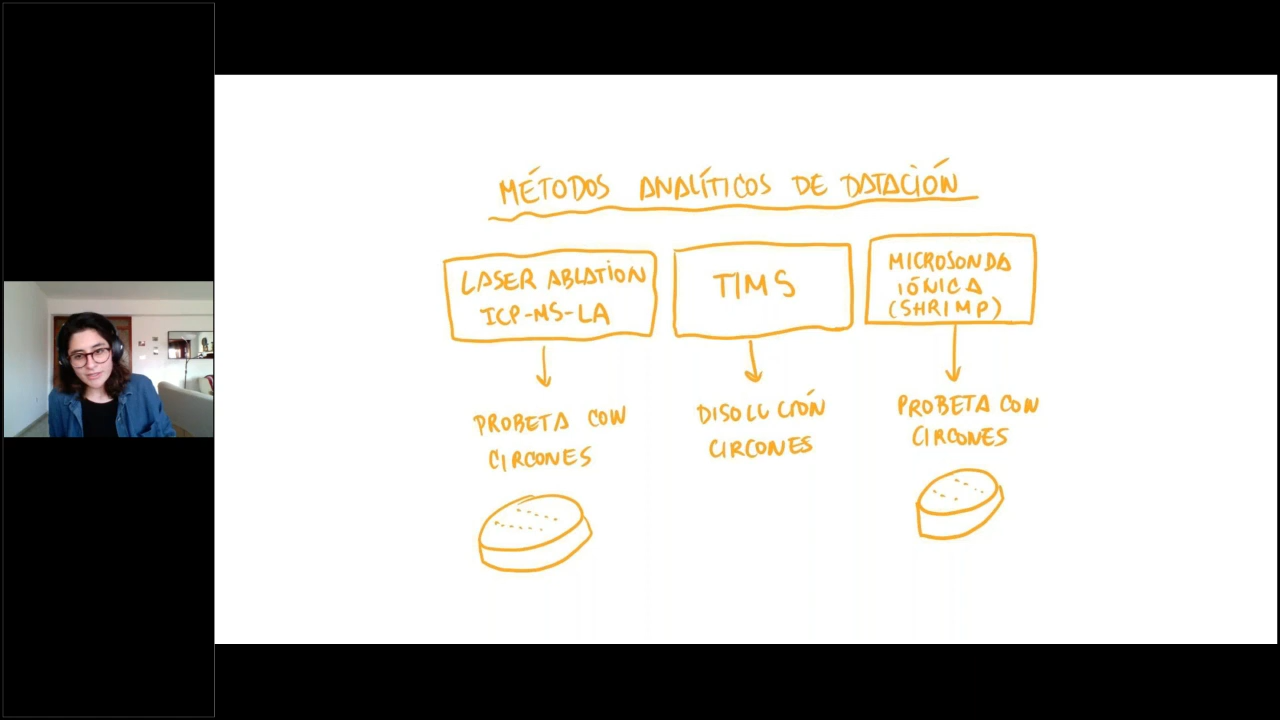 MÉTODOS ANALÍTICOS DE DATACIÓN
LASER ABLATION
ICP-MS-LA
PROBETA CON
CIRCONES
TIMS
DISOLUCIÓN
CIRCONES
MICROSONDA
IÓNICA
(SHRIMP)
PROBETA CON
CIRCONES